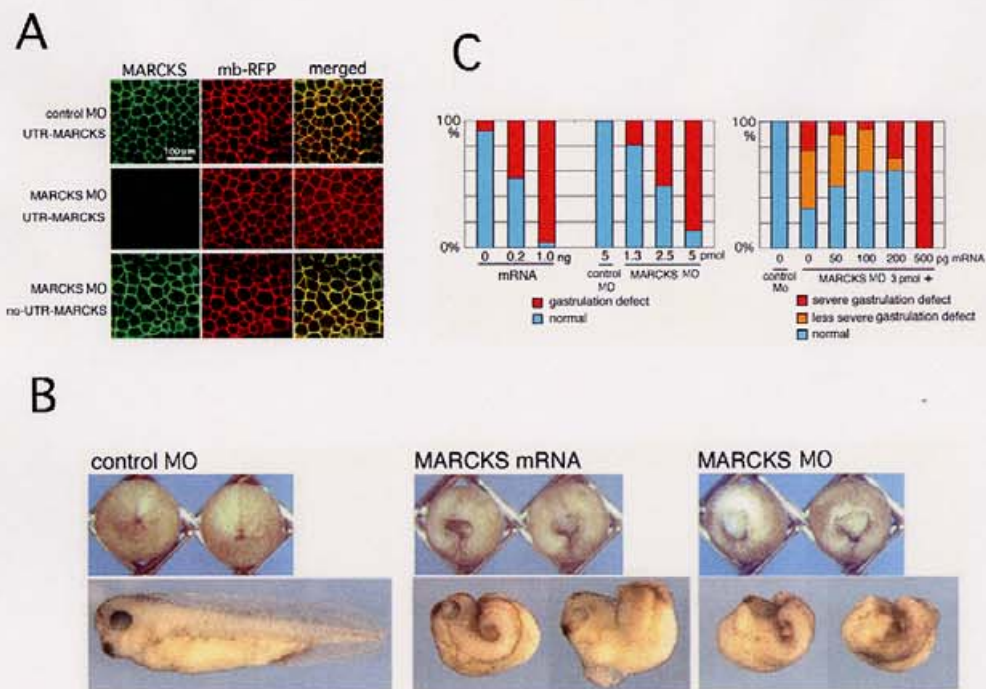 A
MARCKS mb-RFP merged
control MO
UTR-MARCKS
100 µm
MARCKS MO
UTR-MARCKS
MARCKS MO
no-UTR-MARCKS
C
100
%
0%
0 0.2 1.0 ng
mRNA
5 1.3 2.5 5 pmol
control
MO
MARCKS MO
gastrulation defect
normal
100
%
0%
0 0 50 100 200 500 pg mRNA
control
Mo
MARCKS MO 3 pmol +
severe gastrulation defect
less severe gastrulation defect
normal
B
control MO
MARCKS mRNA
MARCKS MO